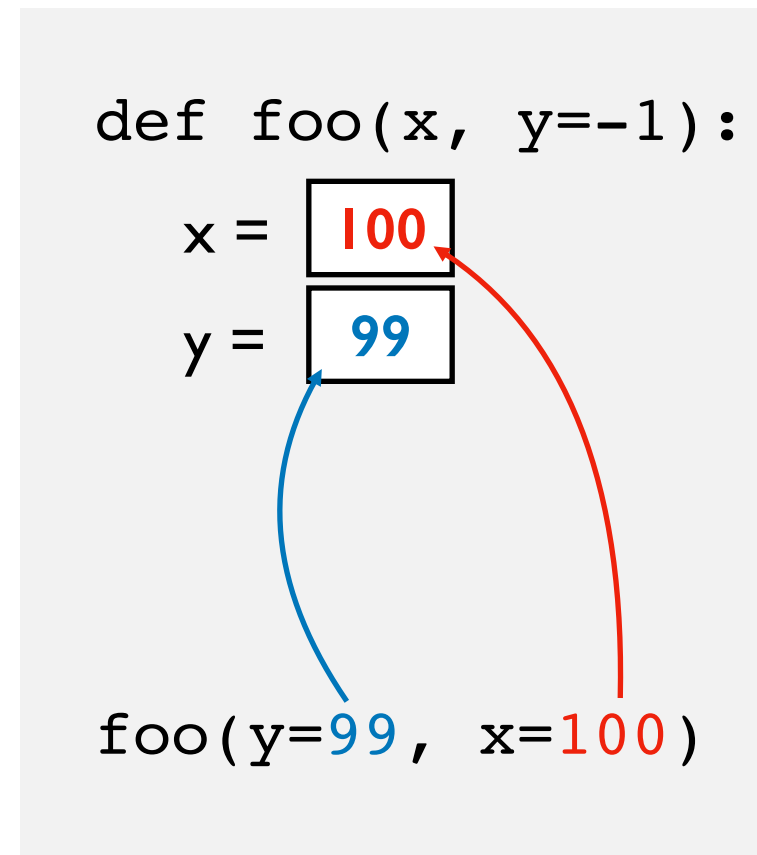 def foo(x, y=-1):
x = 100
y = 99
foo(y=99, x=100)